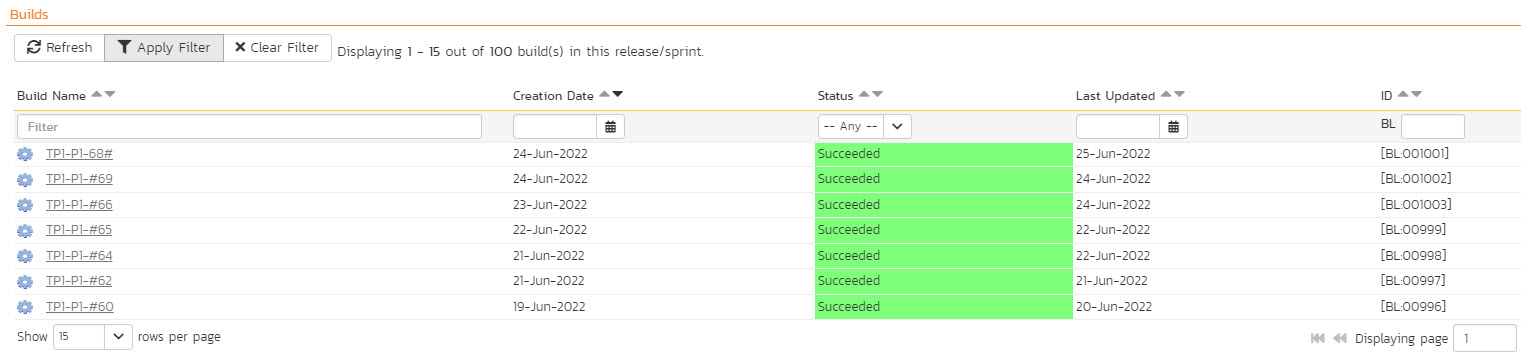 Builds
Refresh Apply Filter Clear Filter Displaying 1 - 15 out of 100 build(s) in this release/sprint.
Build Name Creation Date Status Last Updated ID
Filter -- Any -- BL
TP1-P1-68# 24-Jun-2022 Succeeded 25-Jun-2022 [BL:001001]
TP1-P1-#69 24-Jun-2022 Succeeded 24-Jun-2022 [BL:001002]
TP1-P1-#66 23-Jun-2022 Succeeded 24-Jun-2022 [BL:001003]
TP1-P1-#65 22-Jun-2022 Succeeded 22-Jun-2022 [BL:00999]
TP1-P1-#64 21-Jun-2022 Succeeded 22-Jun-2022 [BL:00998]
TP1-P1-#62 21-Jun-2022 Succeeded 21-Jun-2022 [BL:00997]
TP1-P1-#60 19-Jun-2022 Succeeded 20-Jun-2022 [BL:00996]
Show 15 rows per page Displaying page 1